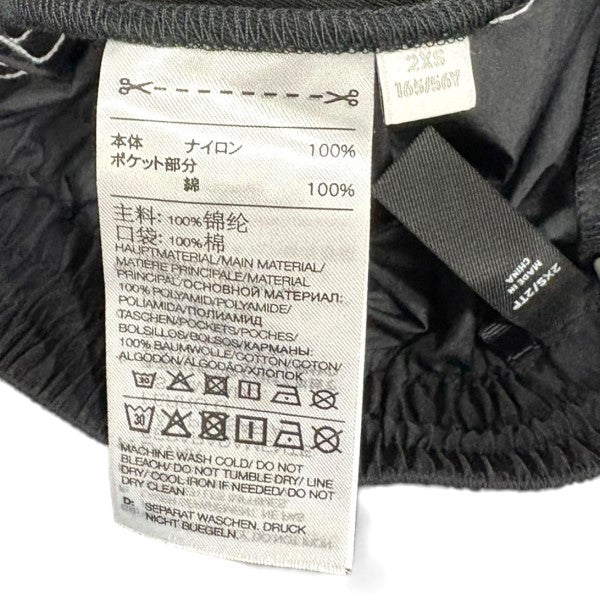 本体 ナイロン 100%
ポケット部分
綿 100%
主料: 100%锦纶
口袋: 100%棉
HAUPTMATERIAL/MAIN MATERIAL/
MATIERE PRINCIPALE/MATERIAL
PRINCIPAL/ОСНОВНОЙ МАТЕРИАЛ:
100% POLYAMID/POLYAMIDE/
POLIAMIDA/ПОЛИАМИД
TASCHEN/POCKETS/POCHES/
BOLSILLOS/BOLSOS/КАРМАНЫ:
100% BAUMWOLLE/COTTON/COTON/
ALGODÓN/ALGODÃO/ХЛОПОК
30
30
MACHINE WASH COLD/ DO NOT
BLEACH/ DO NOT TUMBLE DRY/ LINE
DRY/ COOL IRON IF NEEDED/ DO NOT
DRY CLEAN
D: SEPARAT WASCHEN. DRUCK
NICHT BUEGELN.
2XS
165/56Y
2XS/2TP
MADE IN
CHINA